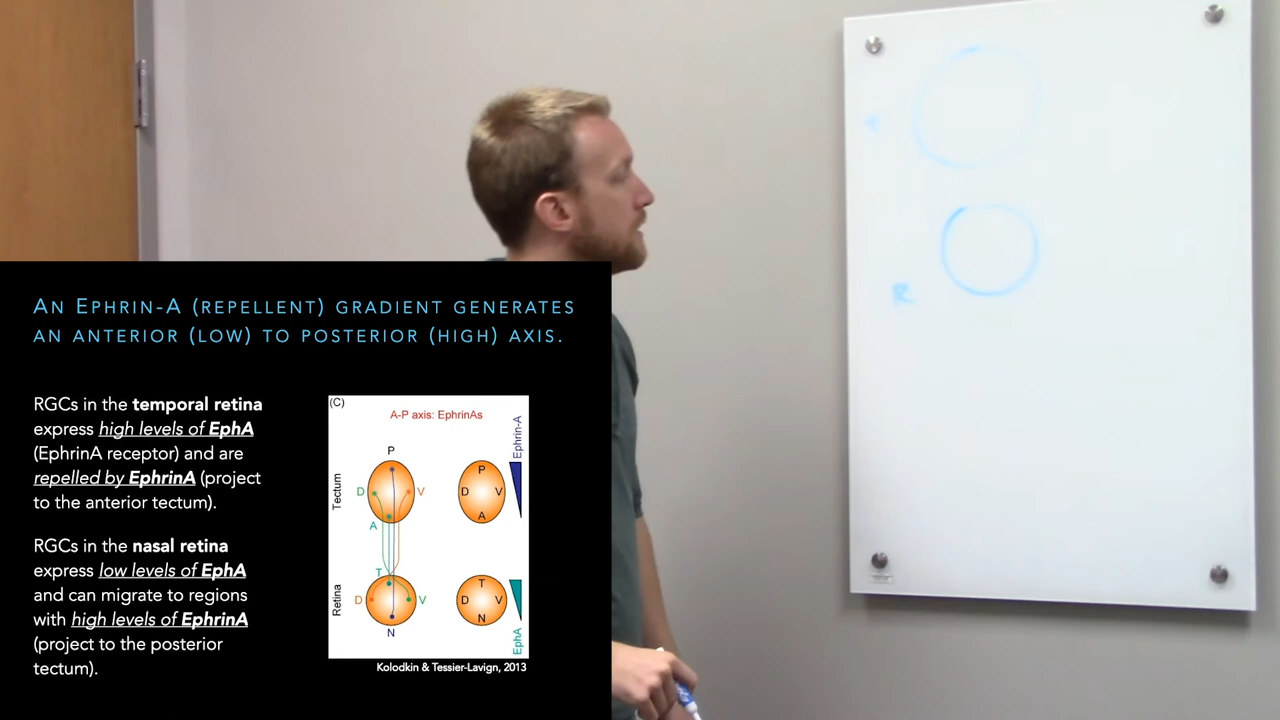 AN EPHRIN-A (REPELLENT) GRADIENT GENERATES
AN ANTERIOR (LOW) TO POSTERIOR (HIGH) AXIS.
RGCs in the temporal retina
express high levels of EphA
(EphrinA receptor) and are
repelled by EphrinA (project
to the anterior tectum).
RGCs in the nasal retina
express low levels of EphA
and can migrate to regions
with high levels of EphrinA
(project to the posterior
tectum).
(C)
A-P axis: EphrinAs
Ephrin-A
P
P
Tectum
D
V
D
V
A
A
T
T
Retina
D
V
D
V
N
N
EphA
Kolodkin & Tessier-Lavign, 2013
R